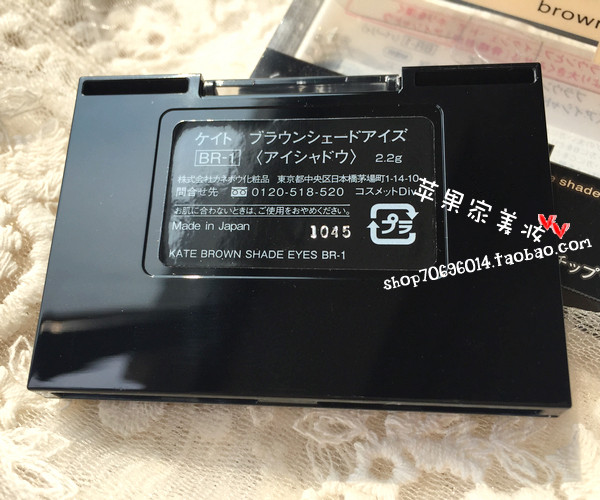 brown
ケイト ブラウンシェードアイズ
BR-1 〈アイシャドウ〉 2.2g
株式会社カネボウ化粧品 東京都中央区日本橋茅場町1-14-10
問合せ先 0120-518-520 コスメットDiv
お肌に合わないときは、ご使用をおやめください。
Made in Japan 1045 プラ
KATE BROWN SHADE EYES BR-1
苹果家美妆
shop70696014.taobao.com
shade
チップ